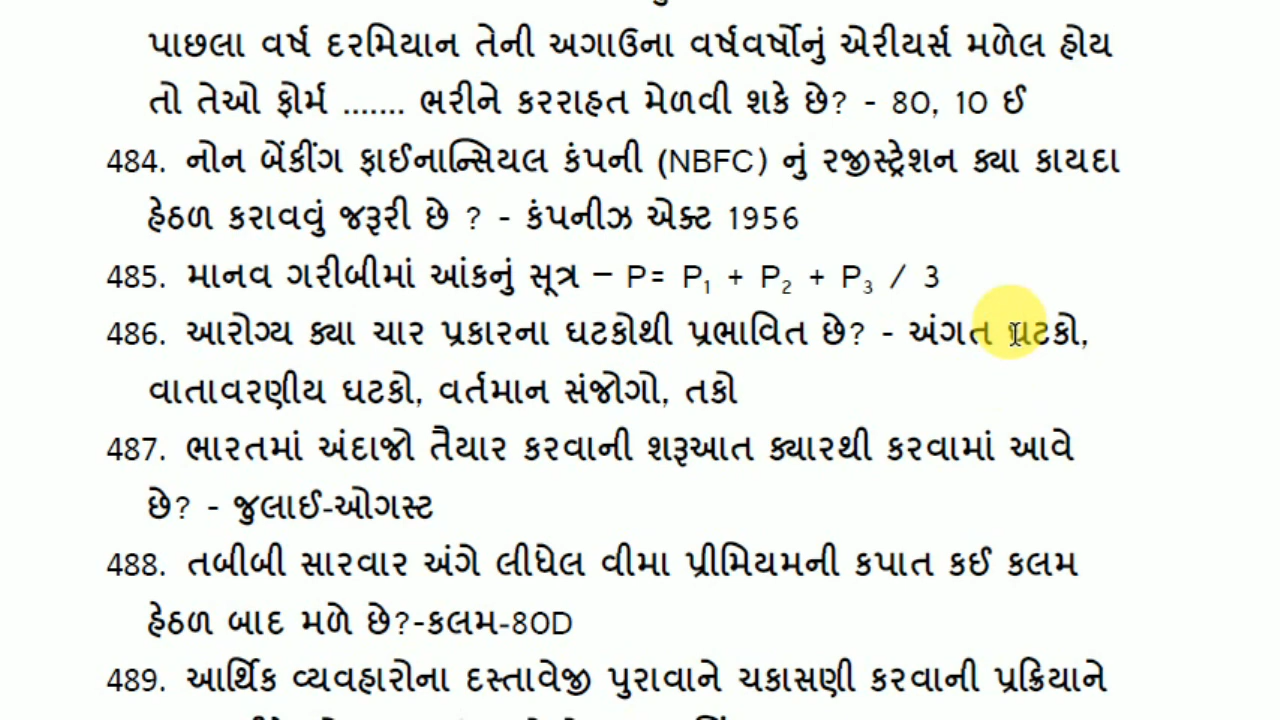 પાછલા વર્ષ દરમિયાન તેની અગાઉના વર્ષવર્ષોનું એરીયર્સ મળેલ હોય
તો તેઓ ફોર્મ ....... ભરીને કરરાહત મેળવી શકે છે? - 80, 10 ઈ
484. નોન બેંકીંગ ફાઈનાન્સિયલ કંપની (NBFC) નું રજીસ્ટ્રેશન ક્યા કાયદા
હેઠળ કરાવવું જરૂરી છે ? - કંપનીઝ એક્ટ 1956
485. માનવ ગરીબીમાં આંકનું સૂત્ર – P= P₁ + P₂ + P₃ / 3
486. આરોગ્ય ક્યા ચાર પ્રકારના ઘટકોથી પ્રભાવિત છે? - અંગત ઘટકો,
વાતાવરણીય ઘટકો, વર્તમાન સંજોગો, તકો
487. ભારતમાં અંદાજો તૈયાર કરવાની શરૂઆત ક્યારથી કરવામાં આવે
છે? - જુલાઈ-ઓગસ્ટ
488. તબીબી સારવાર અંગે લીધેલ વીમા પ્રીમિયમની કપાત કઈ કલમ
હેઠળ બાદ મળે છે?-કલમ-80D
489. આર્થિક વ્યવહારોના દસ્તાવેજી પુરાવાને ચકાસણી કરવાની પ્રક્રિયાને